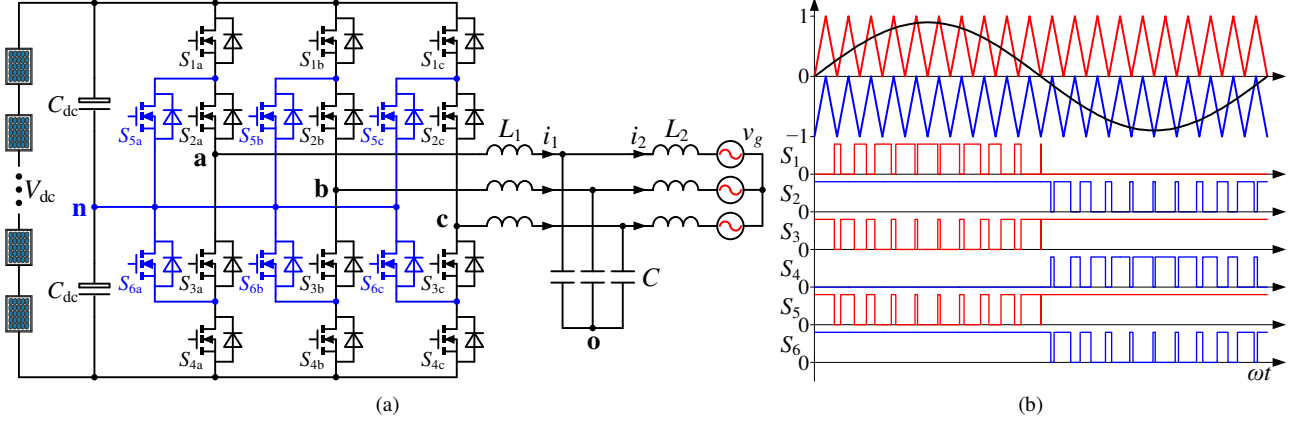 S1a S1b S1c
Cdc
S5a S2a S5b S2b S5c S2c
L1 i1 i2 L2 vg
a
Vdc
b
n
c
Cdc
S6a S3a S6b S3b S6c S3c
C
S4a S4b S4c
o
(a)
1
0
−1
S1
0
S2
0
S3
0
S4
0
S5
0
S6
0
ωt
(b)